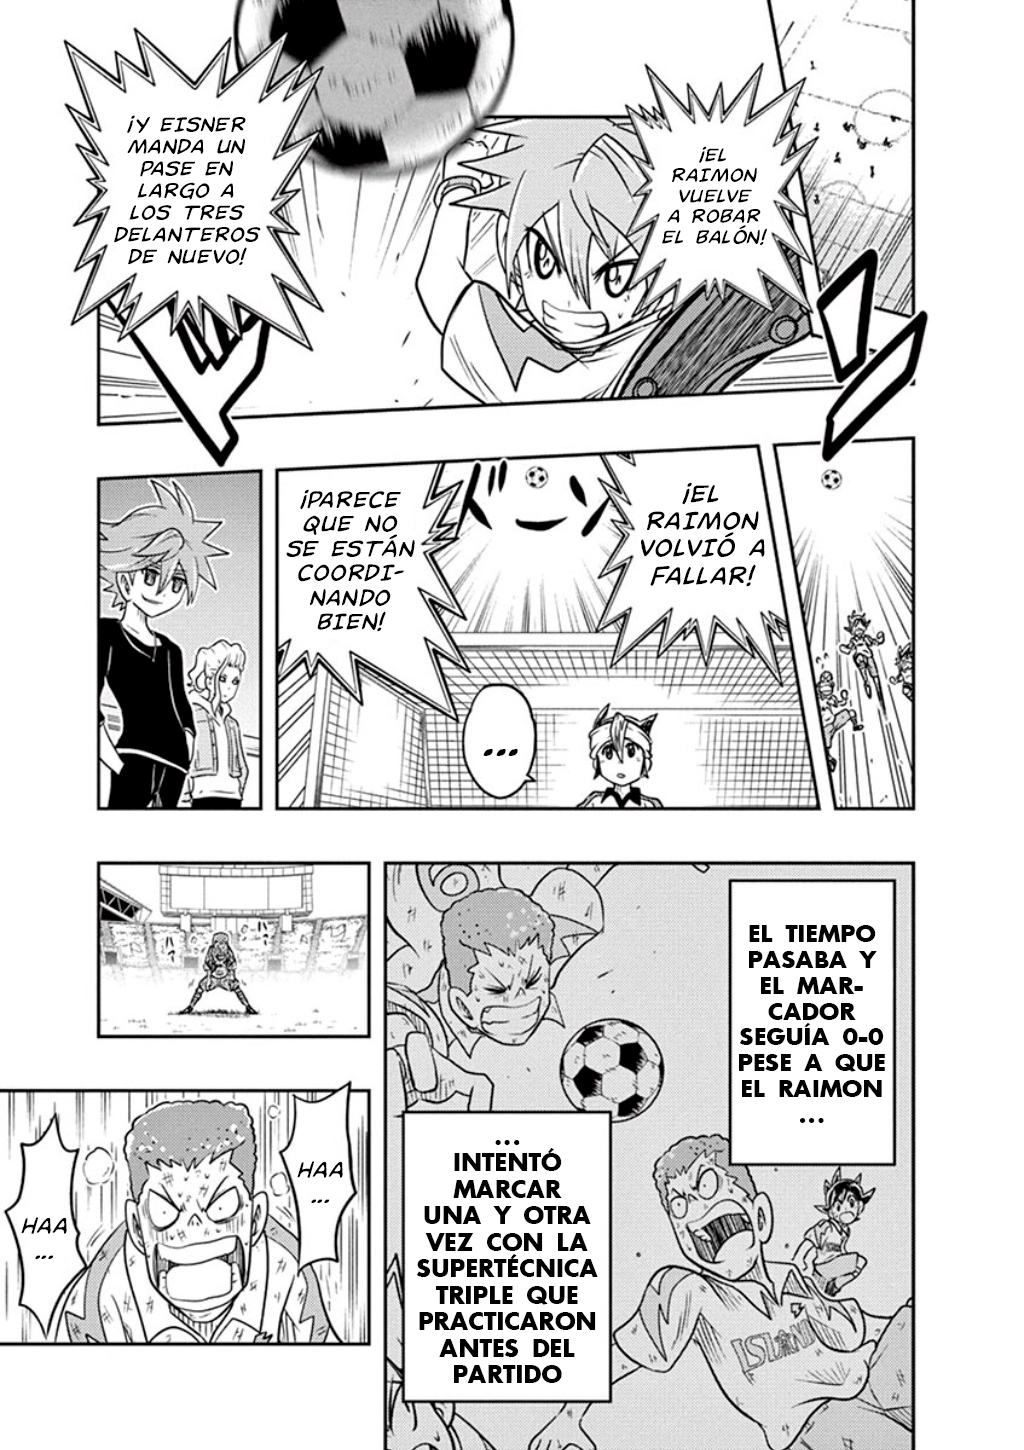 ¡EL
RAIMON
VUELVE
A ROBAR
EL BALÓN!
¡Y EISNER
MANDA UN
PASE EN
LARGO A
LOS TRES
DELANTEROS
DE NUEVO!
¡EL
RAIMON
VOLVIÓ A
FALLAR!
¡PARECE
QUE NO
SE ESTÁN
COORDI-
NANDO
BIEN!
...
EL TIEMPO
PASABA Y
EL MAR-
CADOR
SEGUÍA 0-0
PESE A QUE
EL RAIMON
...
...
INTENTÓ
MARCAR
UNA Y OTRA
VEZ CON LA
SUPERTÉCNICA
TRIPLE QUE
PRACTICARON
ANTES DEL
PARTIDO
HAA
...
HAA
...